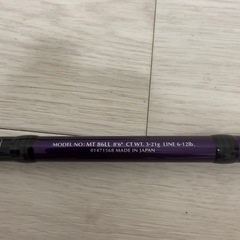 MODEL NO: MT 86LL 8'6" CT WT. 3-21g LINE 6-12lb.
01471568 MADE IN JAPAN